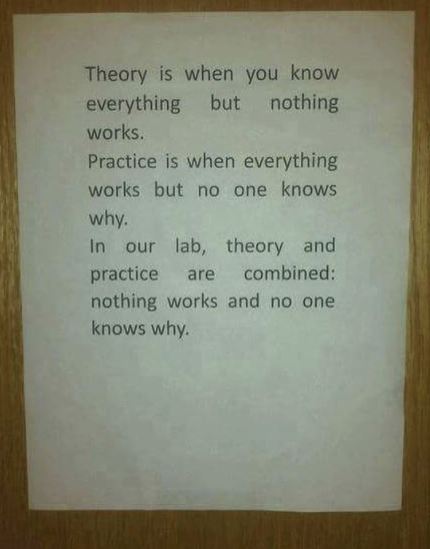 Theory is when you know
everything but nothing
works.
Practice is when everything
works but no one knows
why.
In our lab, theory and
practice are combined:
nothing works and no one
knows why.